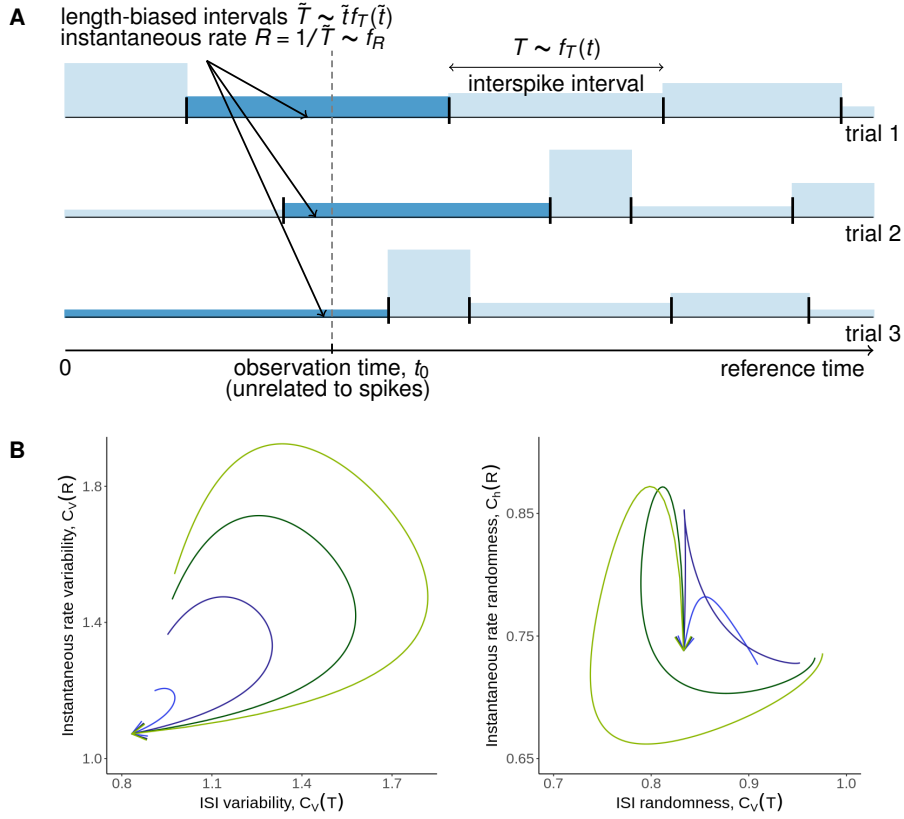 A
length-biased intervals T̃ ~ t̃f_T(t̃)
instantaneous rate R = 1/T̃ ~ f_R
T ~ f_T(t)
interspike interval
trial 1
trial 2
trial 3
0
observation time, t₀
(unrelated to spikes)
reference time
B
Instantaneous rate variability, C_V(R)
1.8
1.4
1.0
0.8
1.1
1.4
1.7
ISI variability, C_V(T)
Instantaneous rate randomness, C_h(R)
0.85
0.75
0.65
0.7
0.8
0.9
1.0
ISI randomness, C_V(T)